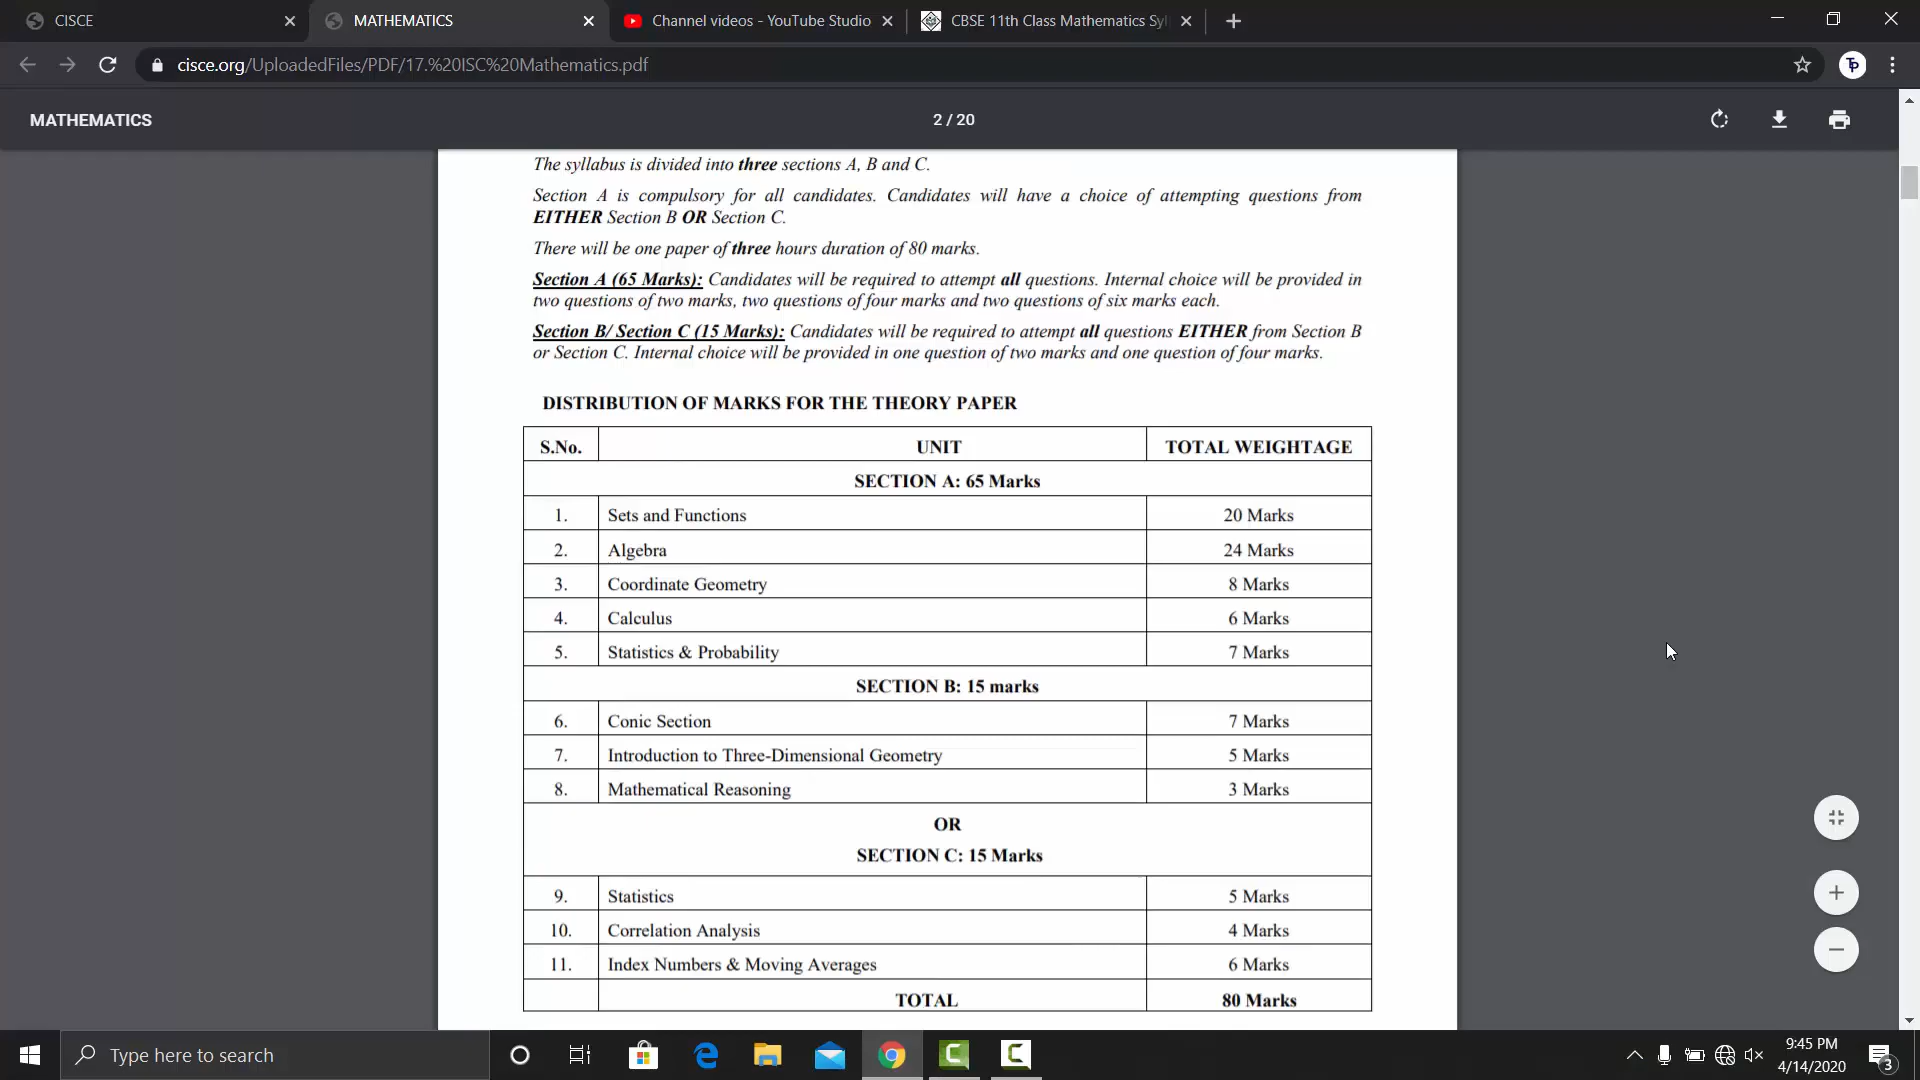 CISCE
MATHEMATICS
Channel videos - YouTube Studio
CBSE 11th Class Mathematics Syl
cisce.org/UploadedFiles/PDF/17.%20ISC%20Mathematics.pdf
MATHEMATICS
2 / 20
The syllabus is divided into three sections A, B and C.
Section A is compulsory for all candidates. Candidates will have a choice of attempting questions from
EITHER Section B OR Section C.
There will be one paper of three hours duration of 80 marks.
Section A (65 Marks): Candidates will be required to attempt all questions. Internal choice will be provided in
two questions of two marks, two questions of four marks and two questions of six marks each.
Section B/ Section C (15 Marks): Candidates will be required to attempt all questions EITHER from Section B
or Section C. Internal choice will be provided in one question of two marks and one question of four marks.
DISTRIBUTION OF MARKS FOR THE THEORY PAPER
S.No. UNIT TOTAL WEIGHTAGE
SECTION A: 65 Marks
1. Sets and Functions 20 Marks
2. Algebra 24 Marks
3. Coordinate Geometry 8 Marks
4. Calculus 6 Marks
5. Statistics & Probability 7 Marks
SECTION B: 15 marks
6. Conic Section 7 Marks
7. Introduction to Three-Dimensional Geometry 5 Marks
8. Mathematical Reasoning 3 Marks
OR
SECTION C: 15 Marks
9. Statistics 5 Marks
10. Correlation Analysis 4 Marks
11. Index Numbers & Moving Averages 6 Marks
TOTAL 80 Marks
Type here to search
9:45 PM
4/14/2020
3